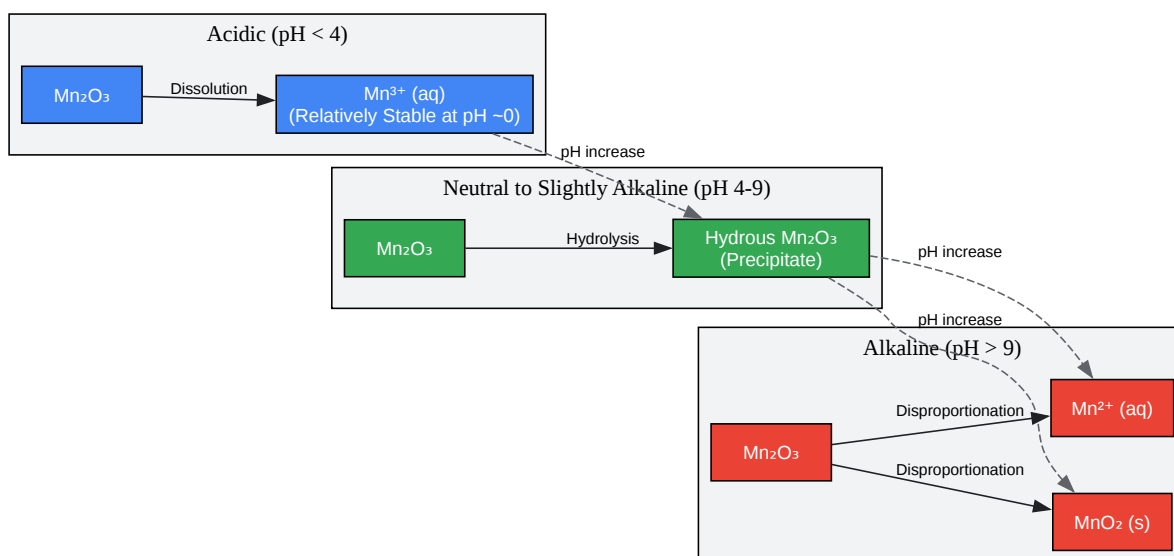 Acidic (pH < 4)
Mn₂O₃
Dissolution
Mn³⁺ (aq)
(Relatively Stable at pH ~0)
pH increase
Neutral to Slightly Alkaline (pH 4-9)
Mn₂O₃
Hydrolysis
Hydrous Mn₂O₃
(Precipitate)
pH increase
pH increase
Alkaline (pH > 9)
Mn₂O₃
Disproportionation
Mn²⁺ (aq)
Disproportionation
MnO₂ (s)